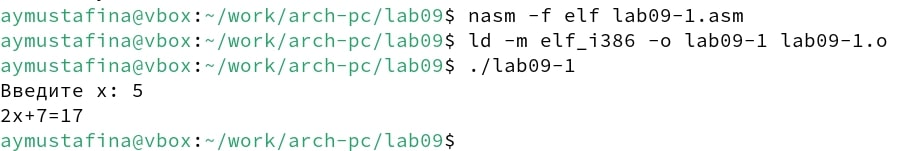 aymustafina@vbox:~/work/arch-pc/lab09$ nasm -f elf lab09-1.asm
aymustafina@vbox:~/work/arch-pc/lab09$ ld -m elf_i386 -o lab09-1 lab09-1.o
aymustafina@vbox:~/work/arch-pc/lab09$ ./lab09-1
Введите x: 5
2x+7=17
aymustafina@vbox:~/work/arch-pc/lab09$